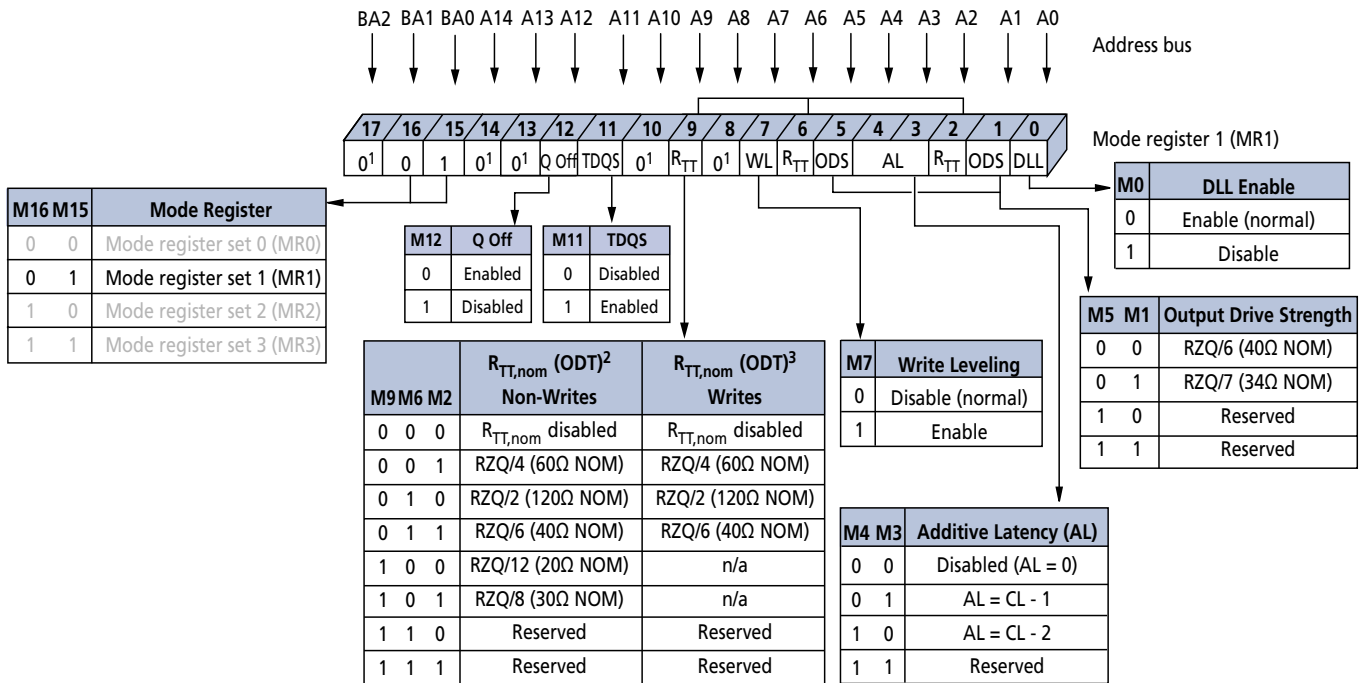 BA2 BA1 BA0 A14 A13 A12 A11 A10 A9 A8 A7 A6 A5 A4 A3 A2 A1 A0
Address bus
17 16 15 14 13 12 11 10 9 8 7 6 5 4 3 2 1 0
Mode register 1 (MR1)
0¹ 0 1 0¹ 0¹ Q Off TDQS 0¹ RTT 0¹ WL RTT ODS AL RTT ODS DLL
M16 M15 Mode Register
0 0 Mode register set 0 (MR0)
0 1 Mode register set 1 (MR1)
1 0 Mode register set 2 (MR2)
1 1 Mode register set 3 (MR3)
M12 Q Off
0 Enabled
1 Disabled
M11 TDQS
0 Disabled
1 Enabled
M0 DLL Enable
0 Enable (normal)
1 Disable
M5 M1 Output Drive Strength
0 0 RZQ/6 (40Ω NOM)
0 1 RZQ/7 (34Ω NOM)
1 0 Reserved
1 1 Reserved
RTT,nom (ODT)² RTT,nom (ODT)³
M9 M6 M2 Non-Writes Writes
0 0 0 RTT,nom disabled RTT,nom disabled
0 0 1 RZQ/4 (60Ω NOM) RZQ/4 (60Ω NOM)
0 1 0 RZQ/2 (120Ω NOM) RZQ/2 (120Ω NOM)
0 1 1 RZQ/6 (40Ω NOM) RZQ/6 (40Ω NOM)
1 0 0 RZQ/12 (20Ω NOM) n/a
1 0 1 RZQ/8 (30Ω NOM) n/a
1 1 0 Reserved Reserved
1 1 1 Reserved Reserved
M7 Write Leveling
0 Disable (normal)
1 Enable
M4 M3 Additive Latency (AL)
0 0 Disabled (AL = 0)
0 1 AL = CL - 1
1 0 AL = CL - 2
1 1 Reserved